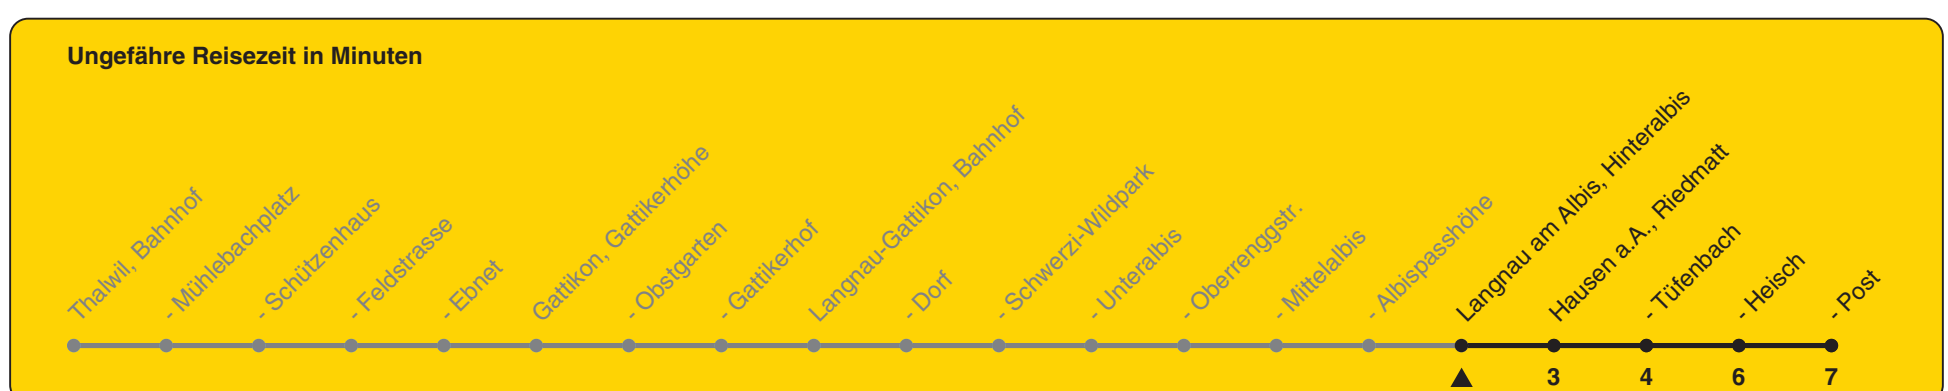 Ungefähre Reisezeit in Minuten
Thalwil, Bahnhof
- Mühlebachplatz
- Schützenhaus
- Feldstrasse
- Ebnet
Gattikon, Gattikerhöhe
- Obstgarten
- Gattikerhof
Langnau-Gattikon, Bahnhof
- Dorf
- Schwerzi-Wildpark
- Unteralbis
- Oberrenggstr.
- Mittelalbis
- Albispasshöhe
Langnau am Albis, Hinteralbis
Hausen a.A., Riedmatt
- Tüfenbach
- Heisch
- Post
3 4 6 7